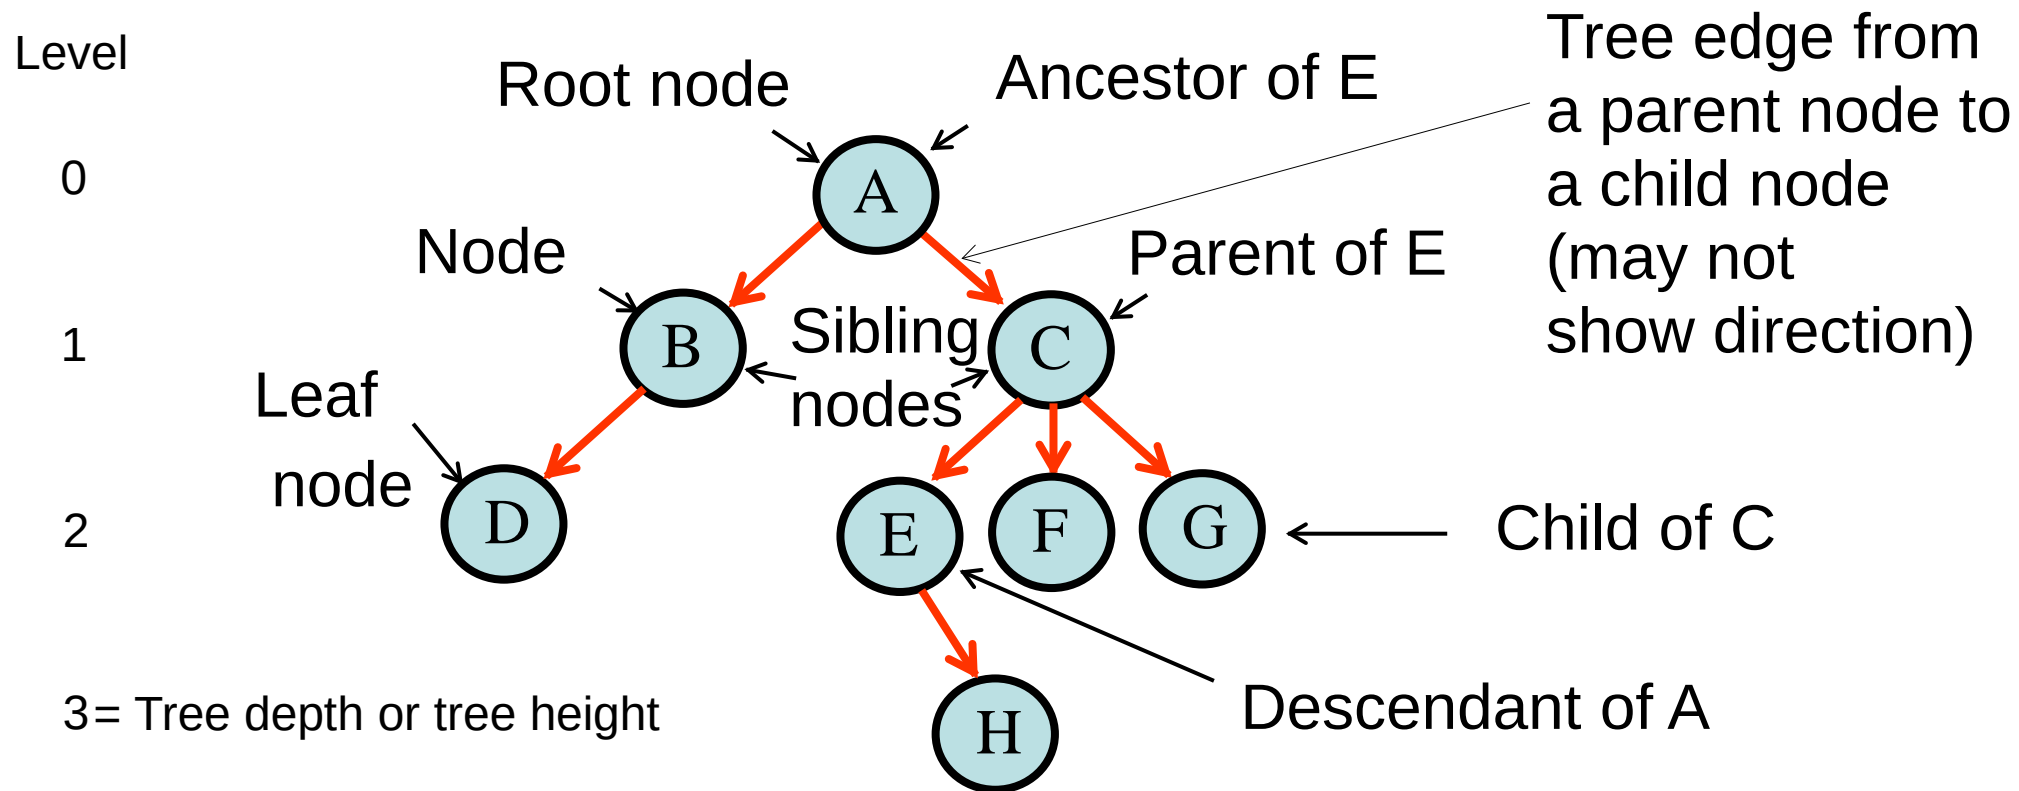 Level
Root node
Ancestor of E
Tree edge from
a parent node to
a child node
(may not
show direction)
0
A
Node
Parent of E
1
B
Sibling
nodes
C
Leaf
node
2
D
E
F
G
Child of C
3= Tree depth or tree height
H
Descendant of A